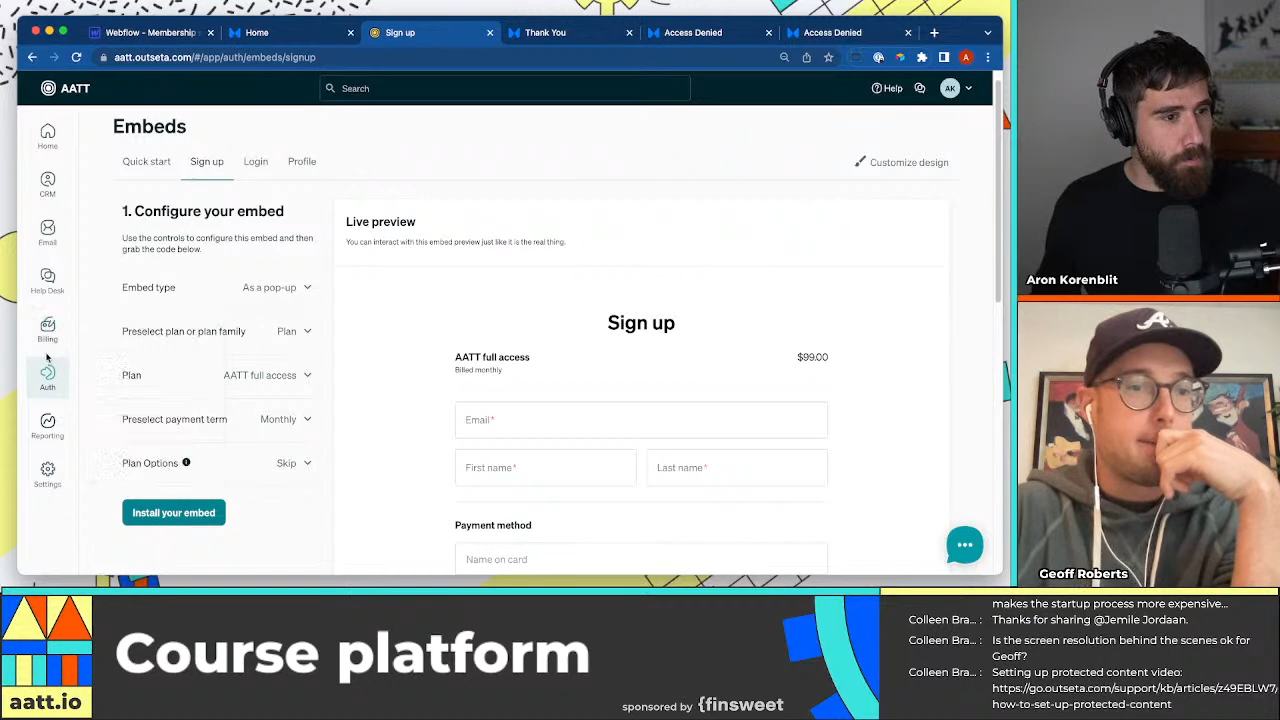 Webflow - Membership
Home
Sign up
Thank You
Access Denied
Access Denied
aatt.outseta.com/#/app/auth/embeds/signup
A
AATT
Search
Help
AK
Home
CRM
Email
Help Desk
Billing
Auth
Reporting
Settings
Embeds
Quick start
Sign up
Login
Profile
Customize design
1. Configure your embed
Use the controls to configure this embed and then
grab the code below.
Embed type
As a pop-up
Preselect plan or plan family
Plan
Plan
AATT full access
Preselect payment term
Monthly
Plan Options
Skip
Install your embed
Live preview
You can interact with this embed preview just like it is the real thing.
Sign up
AATT full access
$99.00
Billed monthly
Email*
First name*
Last name*
Payment method
Name on card
Aron Korenblit
A
Geoff Roberts
aatt.io
Course platform
sponsored by {finsweet
makes the startup process more expensive...
Colleen Bra... : Thanks for sharing @Jemile Jordaan.
Colleen Bra... : Is the screen resolution behind the scenes ok for
Geoff?
Colleen Bra... : Setting up protected content video:
https://go.outseta.com/support/kb/articles/z49EBLW7/
how-to-set-up-protected-content